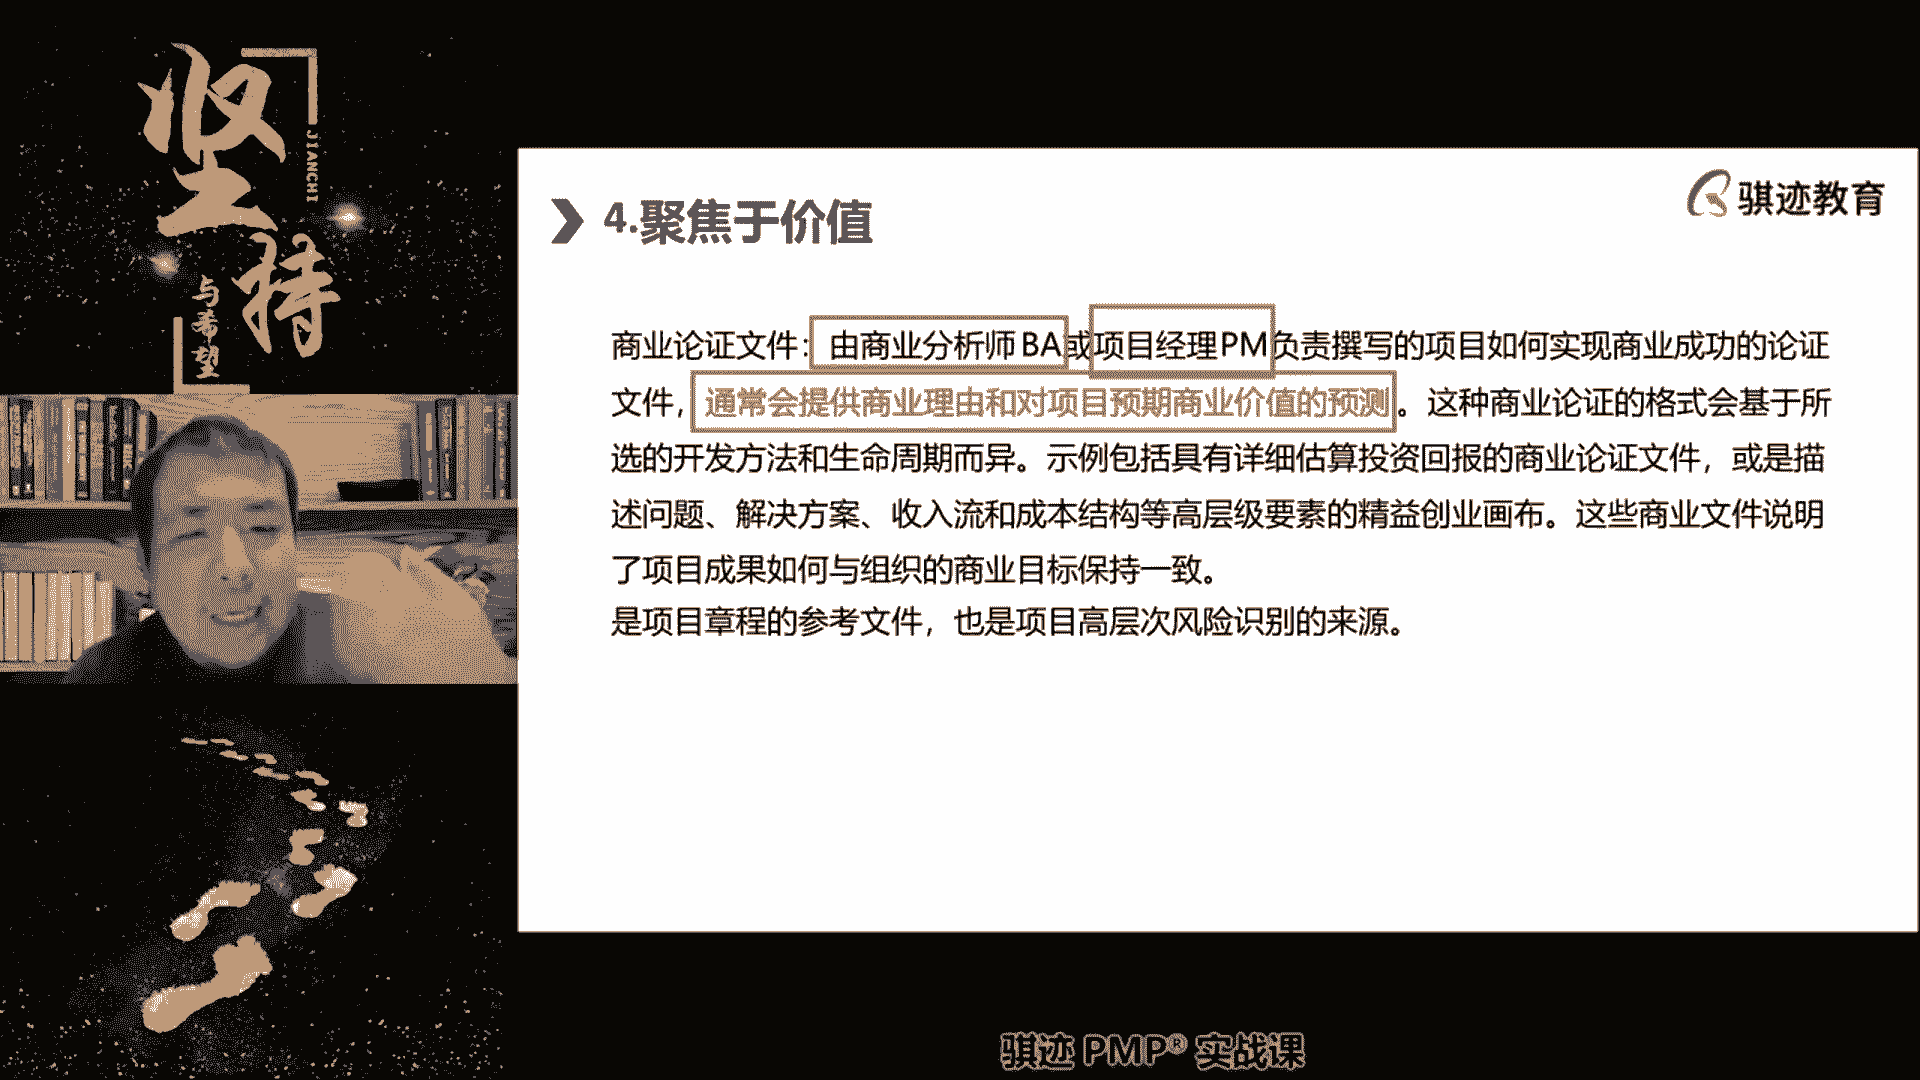 坚持
JIANCHI
与希望
骐迹教育
4.聚焦于价值
商业论证文件：由商业分析师BA或项目经理PM负责撰写的项目如何实现商业成功的论证
文件，通常会提供商业理由和对项目预期商业价值的预测。这种商业论证的格式会基于所
选的开发方法和生命周期而异。示例包括具有详细估算投资回报的商业论证文件，或是描
述问题、解决方案、收入流和成本结构等高层级要素的精益创业画布。这些商业文件说明
了项目成果如何与组织的商业目标保持一致。
是项目章程的参考文件，也是项目高层次风险识别的来源。
骐迹 PMP® 实战课